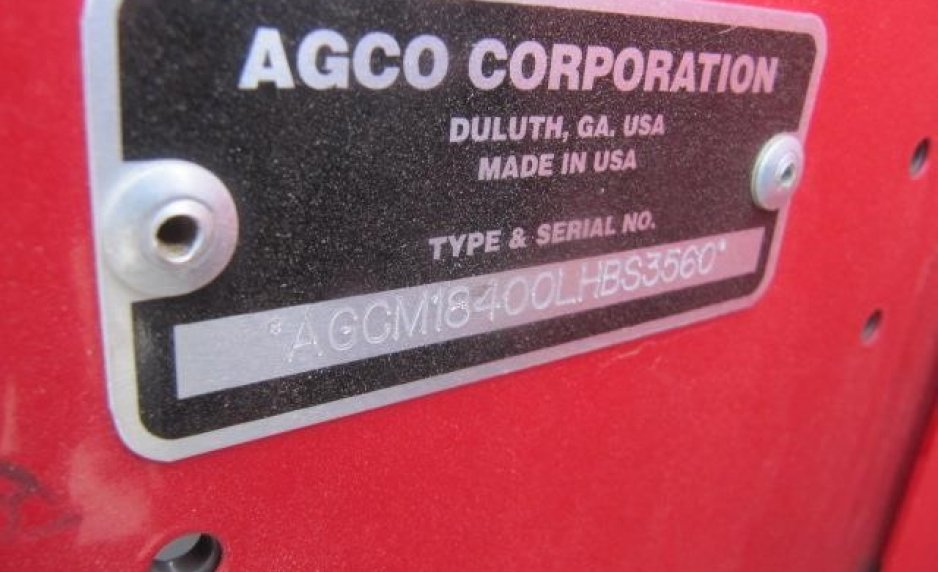 AGCO CORPORATION
DULUTH, GA. USA
MADE IN USA
TYPE & SERIAL NO.
*AGCM18400LHBS3560*